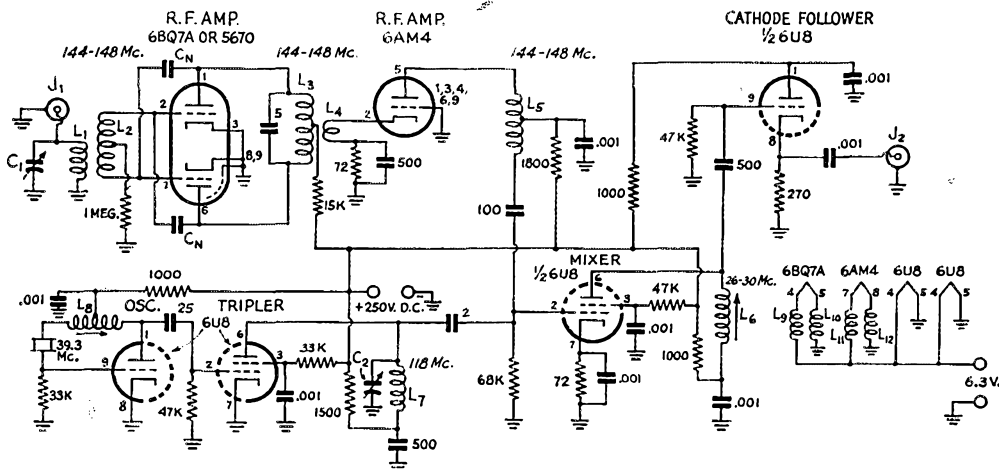 R.F. AMP.
6BQ7A OR 5670
144-148 Mc.
CN
J1
C1
L1
L2
1
2
3
8,9
7
6
CN
1 MEG.
144-148 Mc.
L3
5
15K
R.F. AMP.
6AM4
L4
5
2
1,3,4,
6,9
72
500
144-148 Mc.
L5
.001
1800
100
CATHODE FOLLOWER
½ 6U8
1
9
8
.001
47K
500
1000
270
.001
J2
1000
.001
L8
OSC.
25
39.3
Mc.
33K
1
9
8
6U8
47K
TRIPLER
6
2
3
7
33K
.001
+250V. D.C.-
C2
118 Mc.
L7
1500
500
2
68K
MIXER
½ 6U8
6
2
3
7
47K
.001
72
.001
1000
26-30 Mc.
L6
.001
6BQ7A
6AM4
6U8
6U8
4
5
7
8
4
5
4
5
L9
L10
L11
L12
6.3V.